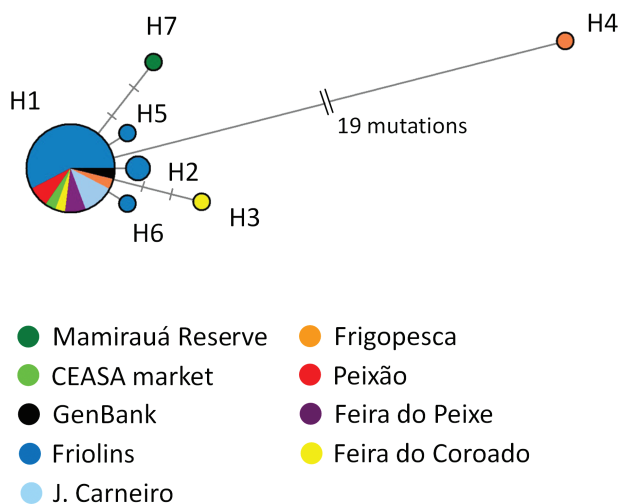 H7
H4
H1
H5
19 mutations
H2
H3
H6
Mamirauá Reserve
CEASA market
GenBank
Friolins
J. Carneiro
Frigopesca
Peixão
Feira do Peixe
Feira do Coroado